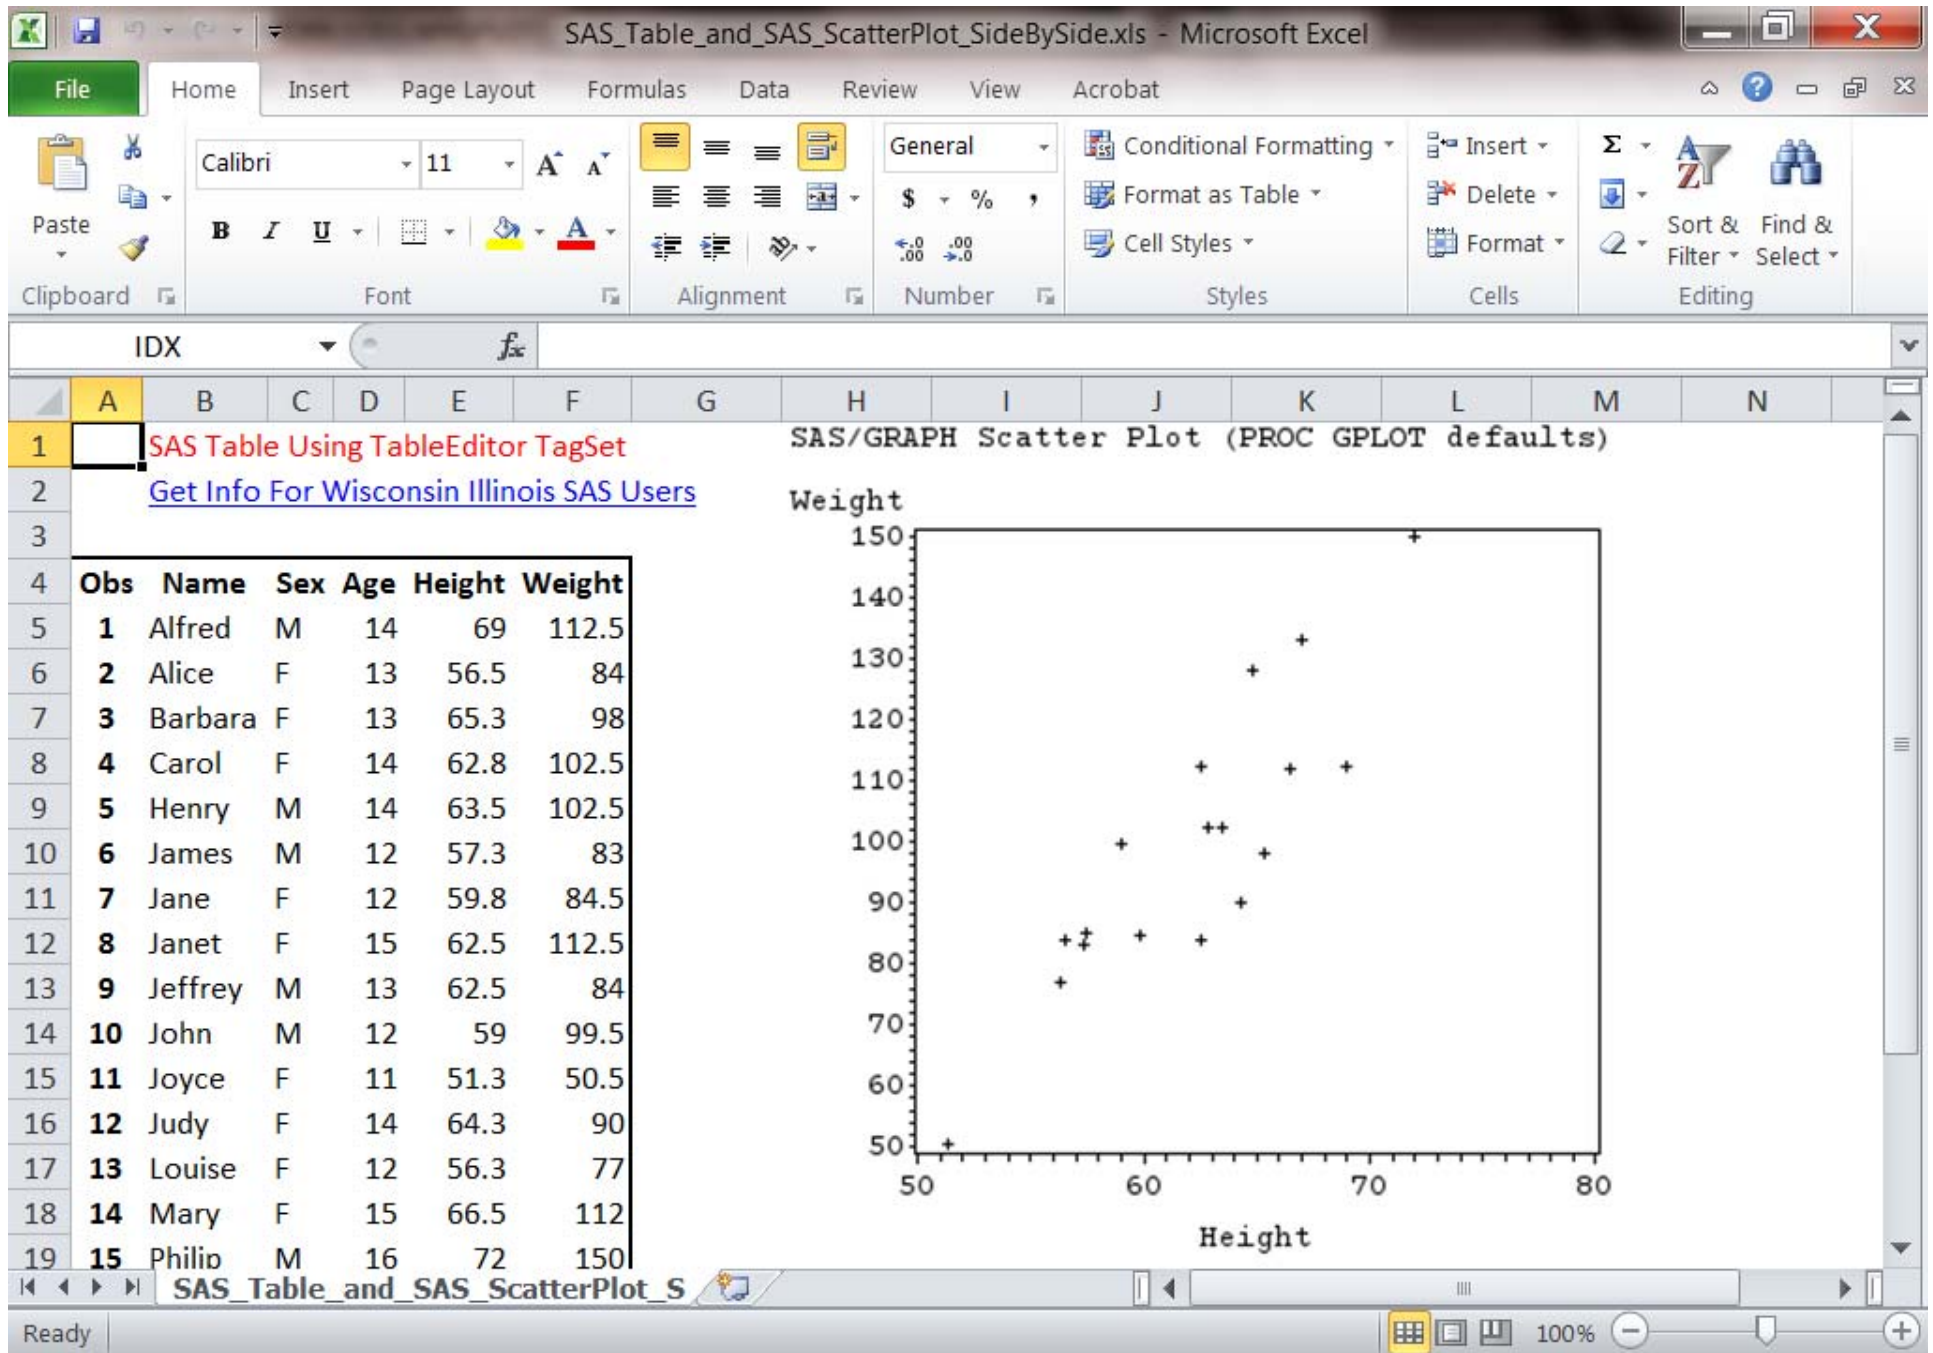 SAS_Table_and_SAS_ScatterPlot_SideBySide.xls - Microsoft Excel
File Home Insert Page Layout Formulas Data Review View Acrobat
Paste
Calibri 11
General
$ % ,
Conditional Formatting
Format as Table
Cell Styles
Insert
Delete
Format
Σ
Sort & Filter
Find & Select
B I U
Clipboard Font Alignment Number Styles Cells Editing
IDX fx
A B C D E F G H I J K L M N
1 SAS Table Using TableEditor TagSet
2 Get Info For Wisconsin Illinois SAS Users
3
4 Obs Name Sex Age Height Weight
5 1 Alfred M 14 69 112.5
6 2 Alice F 13 56.5 84
7 3 Barbara F 13 65.3 98
8 4 Carol F 14 62.8 102.5
9 5 Henry M 14 63.5 102.5
10 6 James M 12 57.3 83
11 7 Jane F 12 59.8 84.5
12 8 Janet F 15 62.5 112.5
13 9 Jeffrey M 13 62.5 84
14 10 John M 12 59 99.5
15 11 Joyce F 11 51.3 50.5
16 12 Judy F 14 64.3 90
17 13 Louise F 12 56.3 77
18 14 Mary F 15 66.5 112
19 15 Philip M 16 72 150
SAS/GRAPH Scatter Plot (PROC GPLOT defaults)
Weight
150
140
130
120
110
100
90
80
70
60
50
50 60 70 80
Height
SAS_Table_and_SAS_ScatterPlot_S
Ready 100%